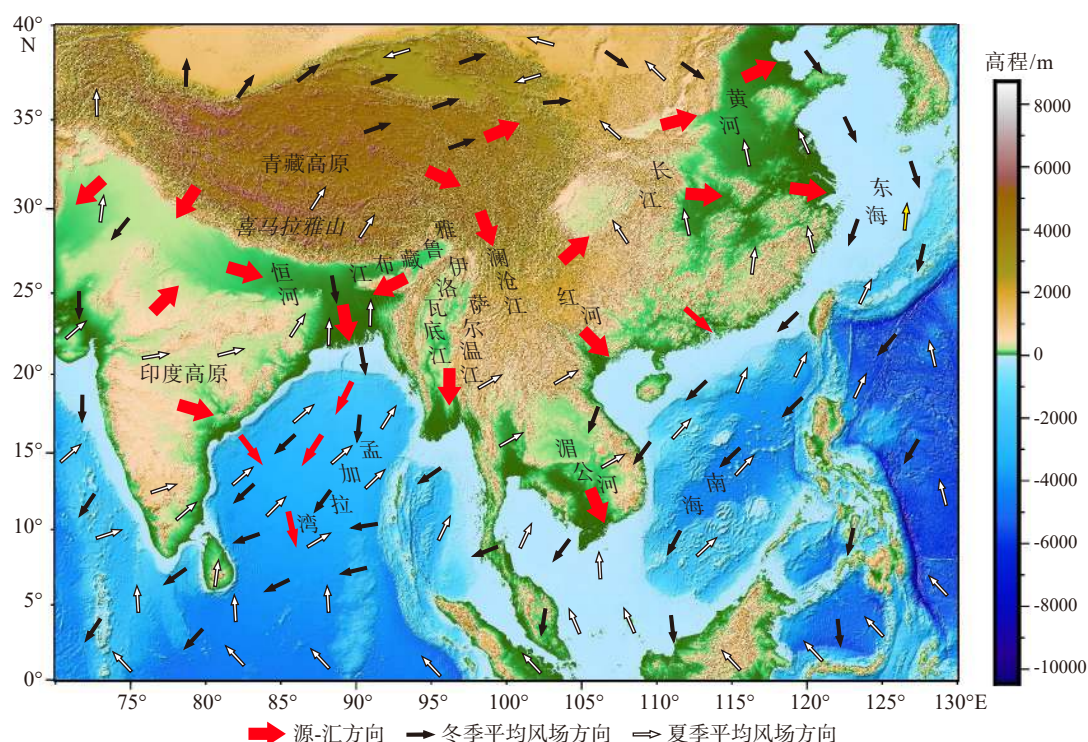 40°
N
35°
30°
25°
20°
15°
10°
5°
0°
75°
80°
85°
90°
95°
100°
105°
110°
115°
120°
125°
130°E
高程/m
8000
6000
4000
2000
0
-2000
-4000
-6000
-8000
-10000
青藏高原
喜马拉雅山
印度高原
恒河
雅鲁藏布江
伊洛瓦底江
萨尔温江
澜沧江
红河
湄公河
长江
黄河
东海
南海
孟加拉湾
源-汇方向
冬季平均风场方向
夏季平均风场方向